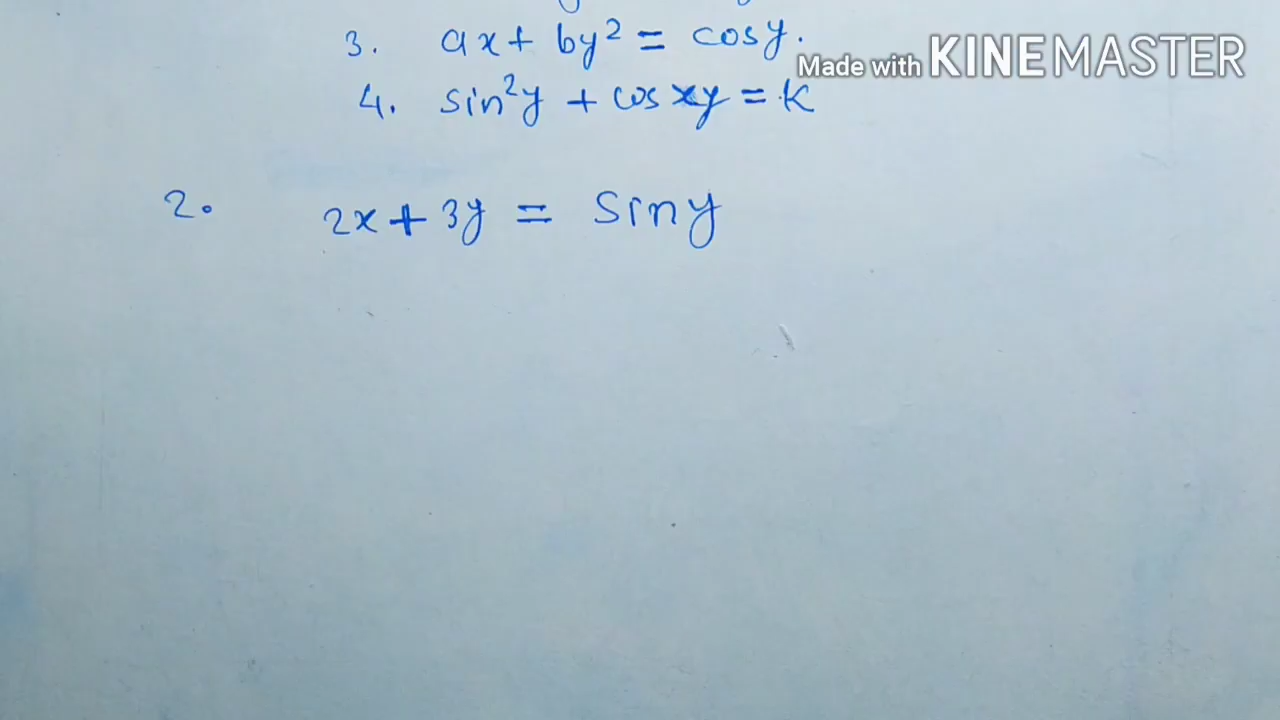 3. ax + by² = cosy.
Made with KINEMASTER
4. sin²y + cos xy = K
2. 2x + 3y = siny